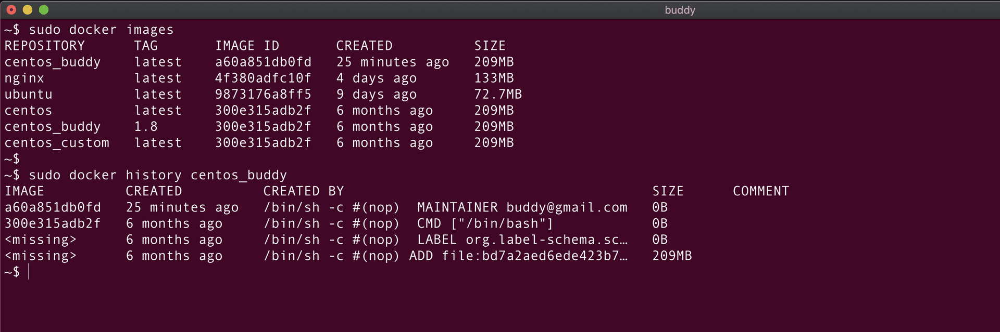 buddy
~$ sudo docker images
REPOSITORY TAG IMAGE ID CREATED SIZE
centos_buddy latest a60a851db0fd 25 minutes ago 209MB
nginx latest 4f380adfc10f 4 days ago 133MB
ubuntu latest 9873176a8ff5 9 days ago 72.7MB
centos latest 300e315adb2f 6 months ago 209MB
centos_buddy 1.8 300e315adb2f 6 months ago 209MB
centos_custom latest 300e315adb2f 6 months ago 209MB
~$
~$ sudo docker history centos_buddy
IMAGE CREATED CREATED BY SIZE COMMENT
a60a851db0fd 25 minutes ago /bin/sh -c #(nop) MAINTAINER buddy@gmail.com 0B
300e315adb2f 6 months ago /bin/sh -c #(nop) CMD ["/bin/bash"] 0B
<missing> 6 months ago /bin/sh -c #(nop) LABEL org.label-schema.sc… 0B
<missing> 6 months ago /bin/sh -c #(nop) ADD file:bd7a2aed6ede423b7… 209MB
~$